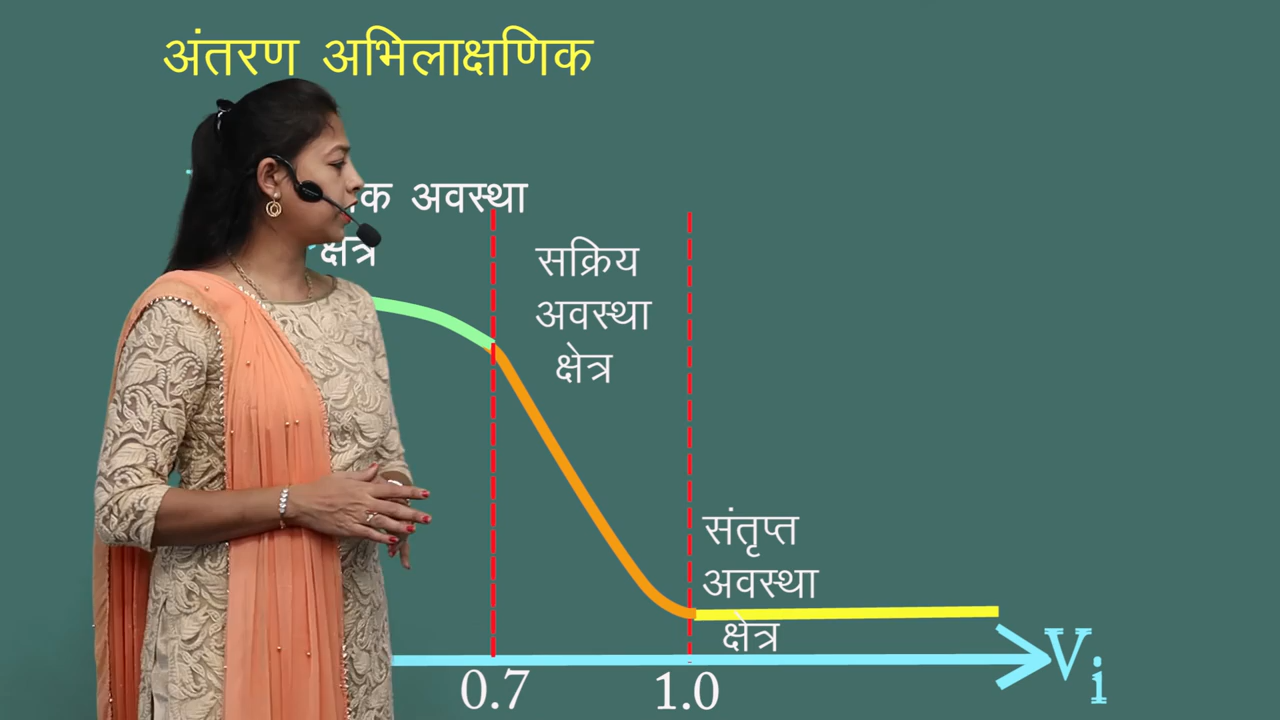 अंतरण अभिलाक्षणिक
अवस्था
क्षेत्र
सक्रिय
अवस्था
क्षेत्र
संतृप्त
अवस्था
क्षेत्र
0.7 1.0 Vi